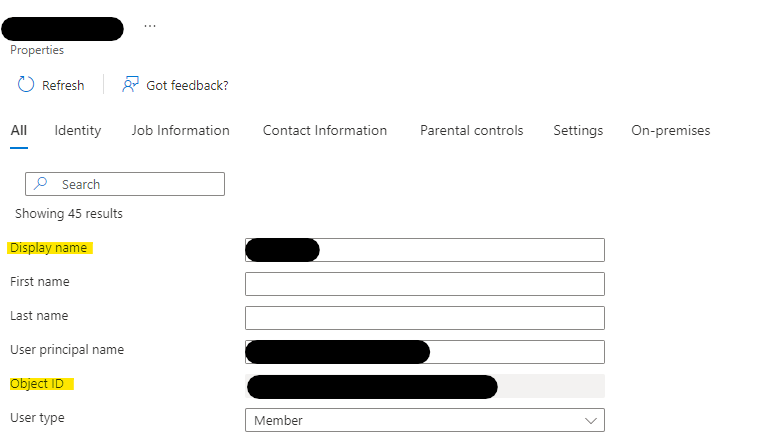 ...
Properties
Refresh Got feedback?
All Identity Job Information Contact Information Parental controls Settings On-premises
Search
Showing 45 results
Display name
First name
Last name
User principal name
Object ID
User type Member